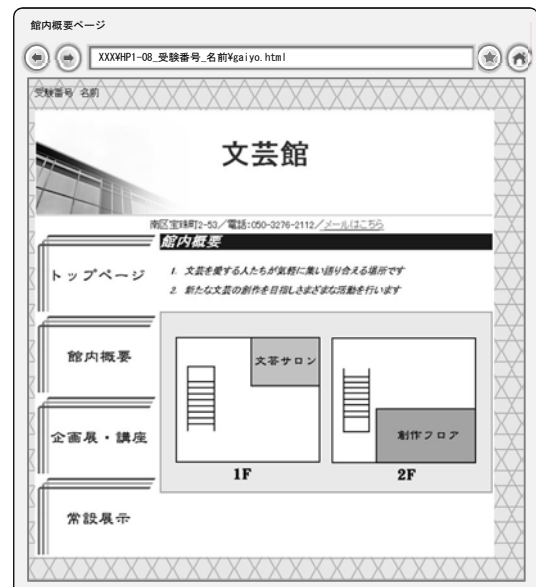 館内概要ページ
XXX¥HP1-08_受験番号_名前¥gaiyo.html
受験番号 名前
文芸館
南区宝珠町2-53／電話:050-3276-2112／メールはこちら
館内概要
トップページ
1. 文芸を愛する人たちが気軽に集い語り合える場所です
2. 新たな文芸の創作を目指しさまざまな活動を行います
館内概要
文芸サロン
企画展・講座
創作フロア
1F
2F
常設展示